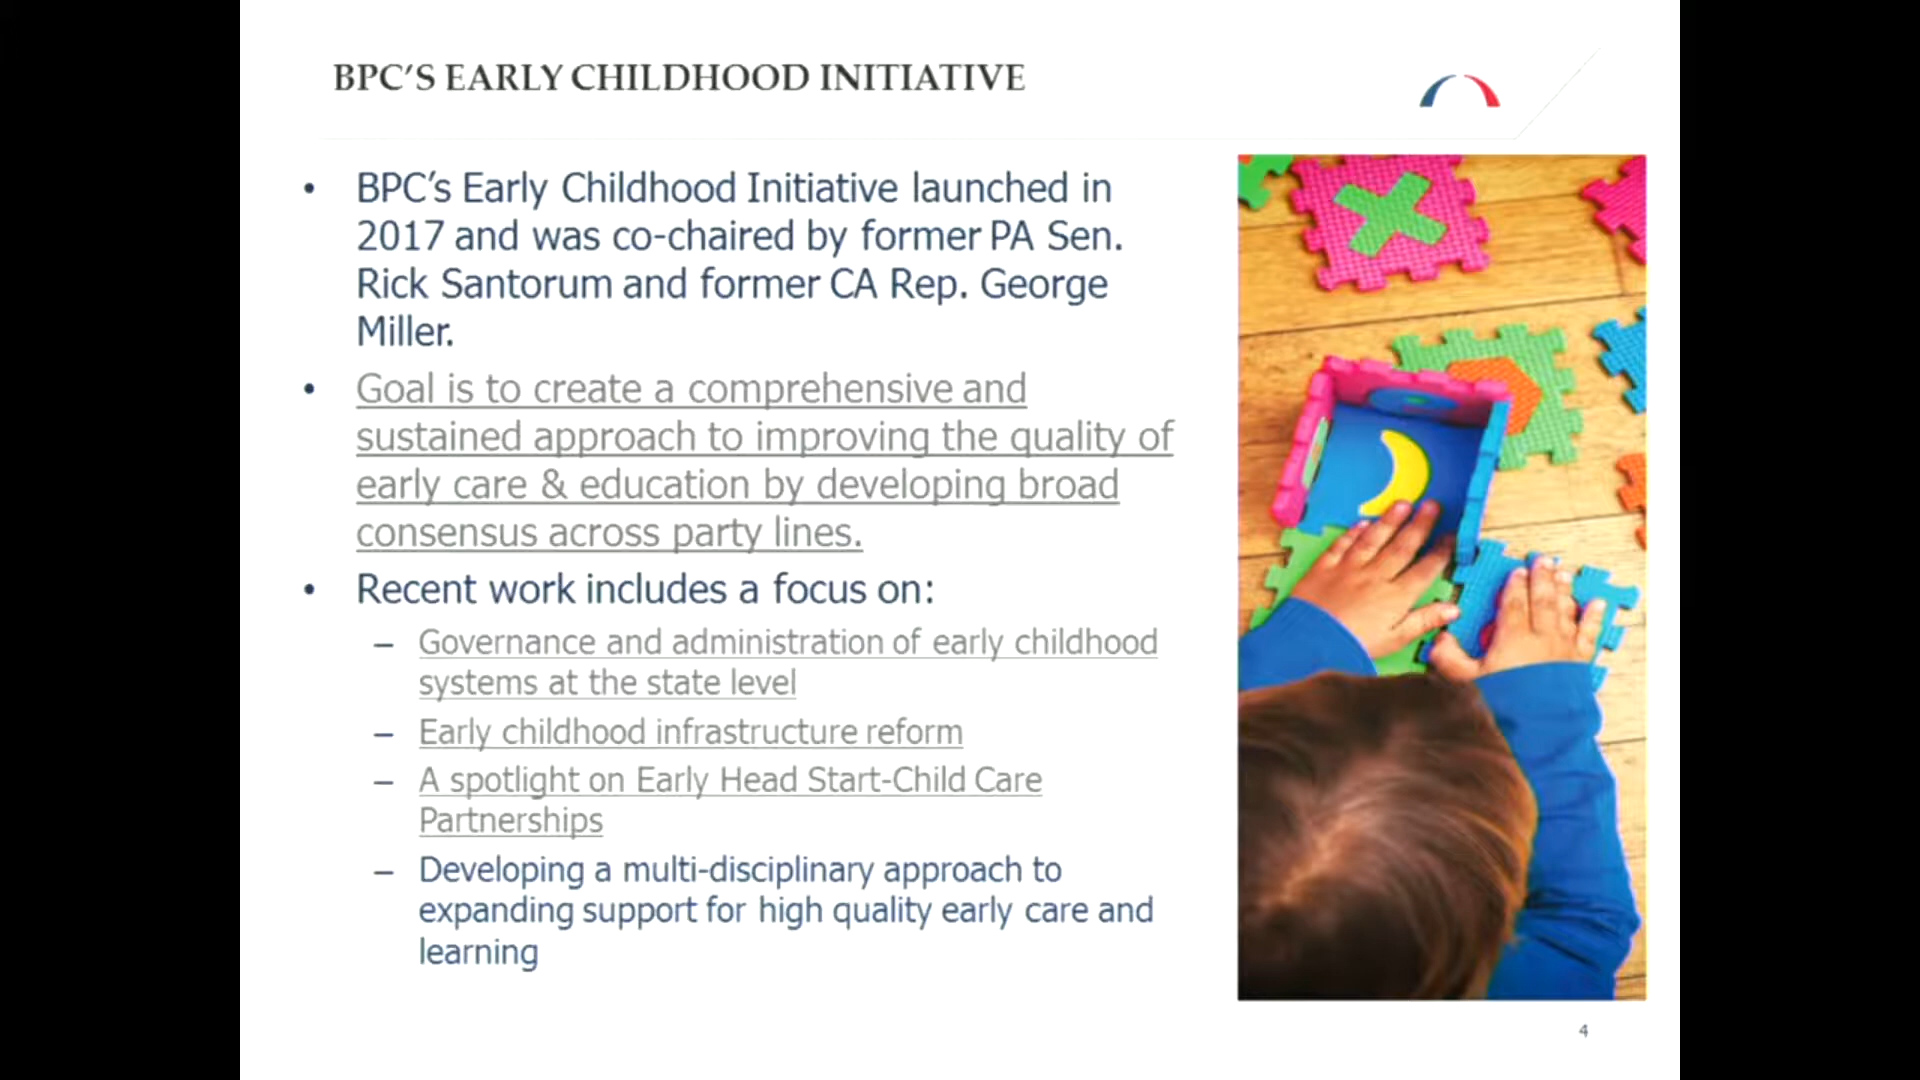 BPC'S EARLY CHILDHOOD INITIATIVE
• BPC's Early Childhood Initiative launched in
2017 and was co-chaired by former PA Sen.
Rick Santorum and former CA Rep. George
Miller.
• Goal is to create a comprehensive and
sustained approach to improving the quality of
early care & education by developing broad
consensus across party lines.
• Recent work includes a focus on:
– Governance and administration of early childhood
systems at the state level
– Early childhood infrastructure reform
– A spotlight on Early Head Start-Child Care
Partnerships
– Developing a multi-disciplinary approach to
expanding support for high quality early care and
learning
4